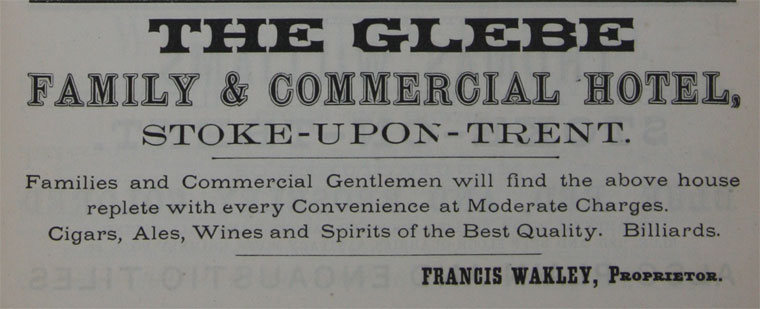 THE GLEBE
FAMILY & COMMERCIAL HOTEL,
STOKE-UPON-TRENT.
Families and Commercial Gentlemen will find the above house
replete with every Convenience at Moderate Charges.
Cigars, Ales, Wines and Spirits of the Best Quality. Billiards.
FRANCIS WAKLEY, PROPRIETOR.